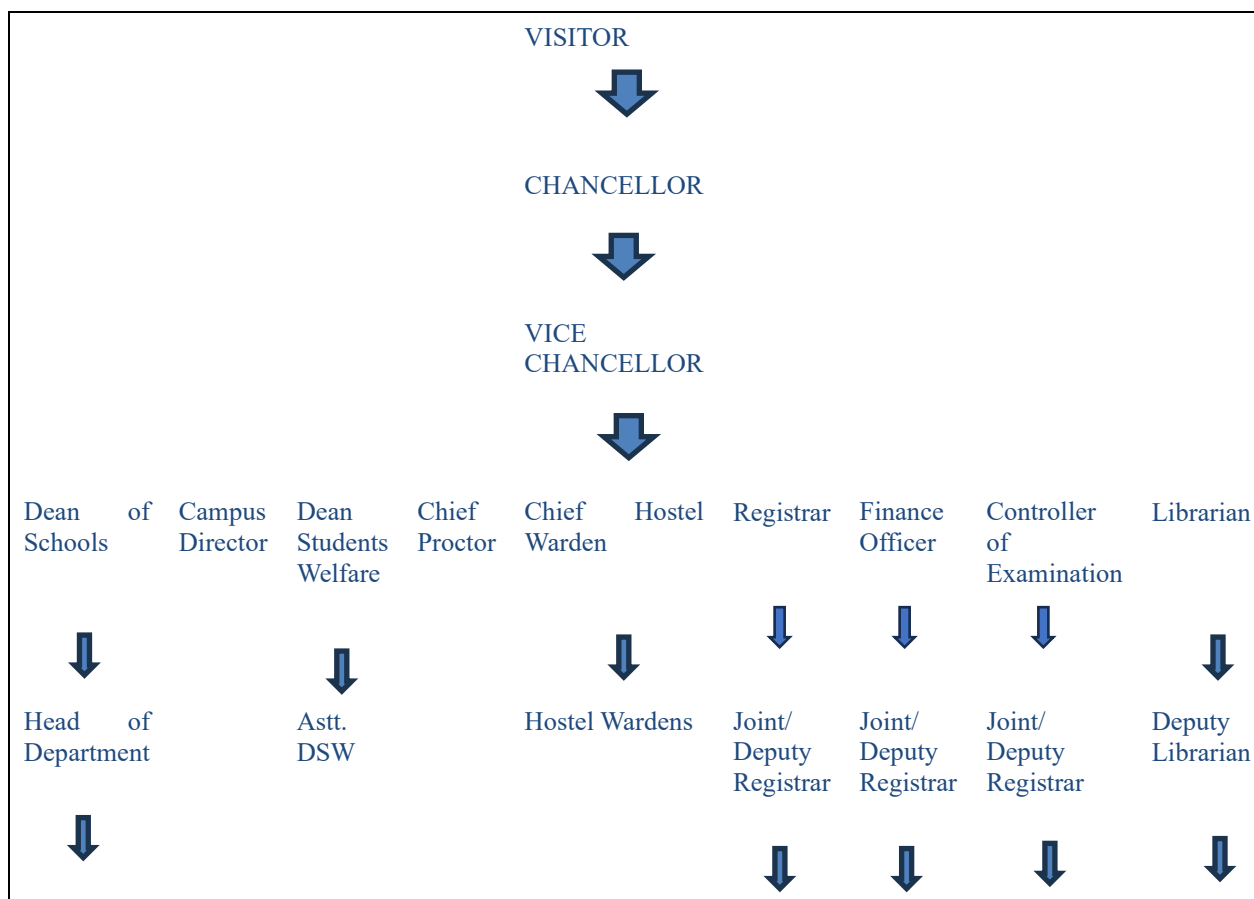 VISITOR
CHANCELLOR
VICE
CHANCELLOR
Dean of
Schools
Campus
Director
Dean
Students
Welfare
Chief
Proctor
Chief Hostel
Warden
Registrar
Finance
Officer
Controller
of
Examination
Librarian
Head of
Department
Astt.
DSW
Hostel Wardens
Joint/
Deputy
Registrar
Joint/
Deputy
Registrar
Joint/
Deputy
Registrar
Deputy
Librarian